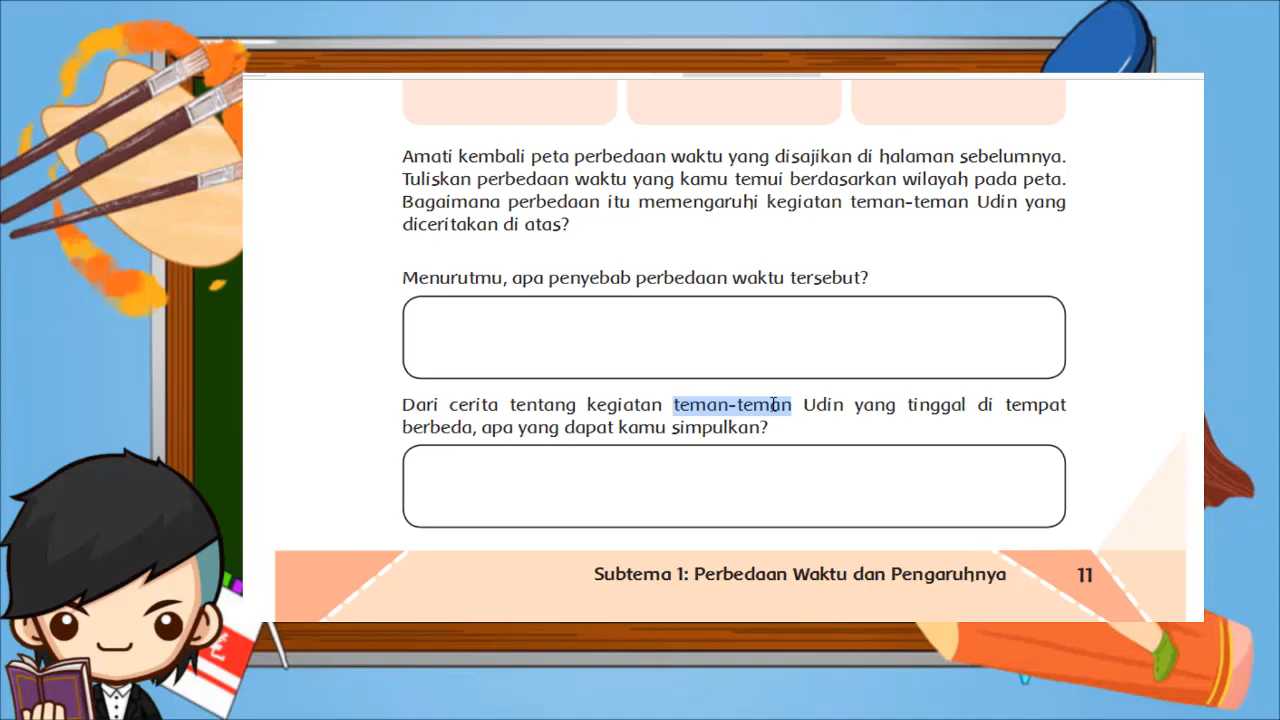 Amati kembali peta perbedaan waktu yang disajikan di halaman sebelumnya.
Tuliskan perbedaan waktu yang kamu temui berdasarkan wilayah pada peta.
Bagaimana perbedaan itu memengaruhi kegiatan teman-teman Udin yang
diceritakan di atas?
Menurutmu, apa penyebab perbedaan waktu tersebut?
Dari cerita tentang kegiatan teman-teman Udin yang tinggal di tempat
berbeda, apa yang dapat kamu simpulkan?
Subtema 1: Perbedaan Waktu dan Pengaruhnya 11